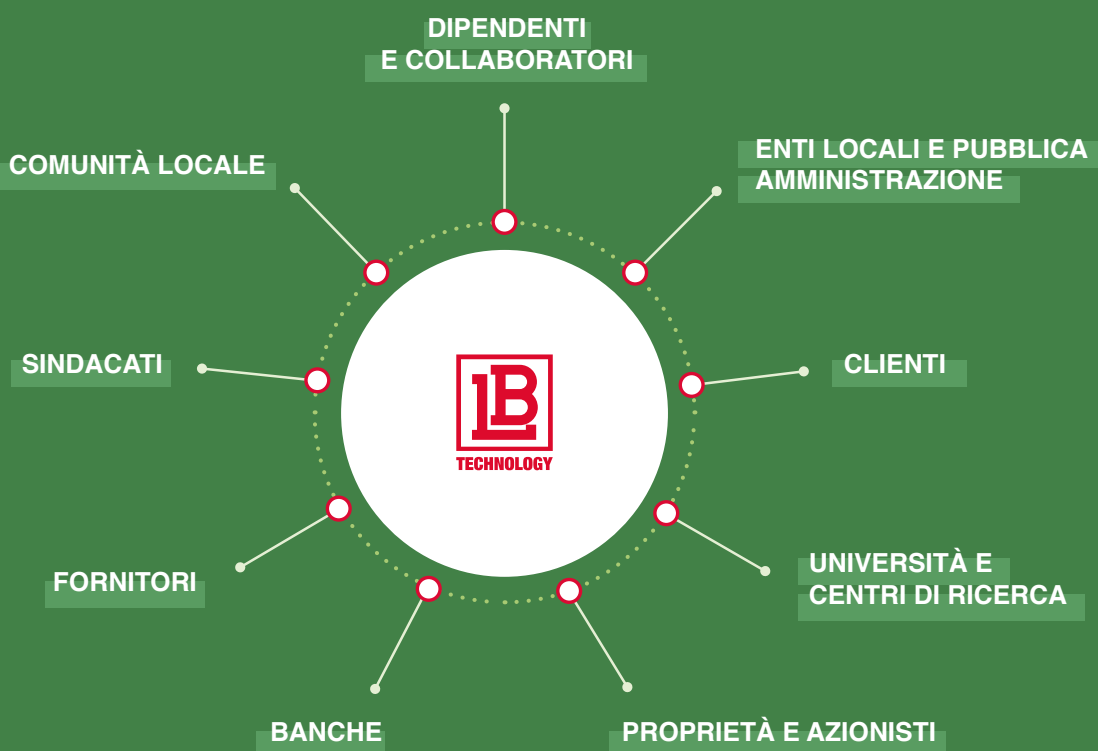 DIPENDENTI
E COLLABORATORI
COMUNITÀ LOCALE
ENTI LOCALI E PUBBLICA
AMMINISTRAZIONE
SINDACATI
CLIENTI
LB
TECHNOLOGY
FORNITORI
UNIVERSITÀ E
CENTRI DI RICERCA
BANCHE
PROPRIETÀ E AZIONISTI